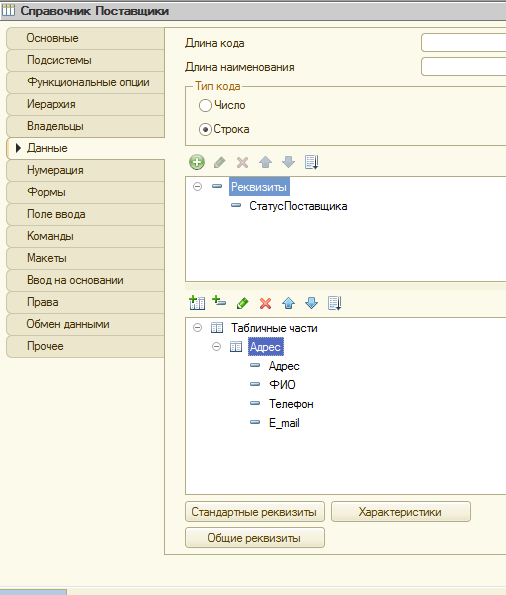 Справочник Поставщики
Основные
Подсистемы
Функциональные опции
Иерархия
Владельцы
Данные
Нумерация
Формы
Поле ввода
Команды
Макеты
Ввод на основании
Права
Обмен данными
Прочее
Длина кода
Длина наименования
Тип кода
Число
Строка
Реквизиты
СтатусПоставщика
Табличные части
Адрес
Адрес
ФИО
Телефон
E_mail
Стандартные реквизиты
Характеристики
Общие реквизиты